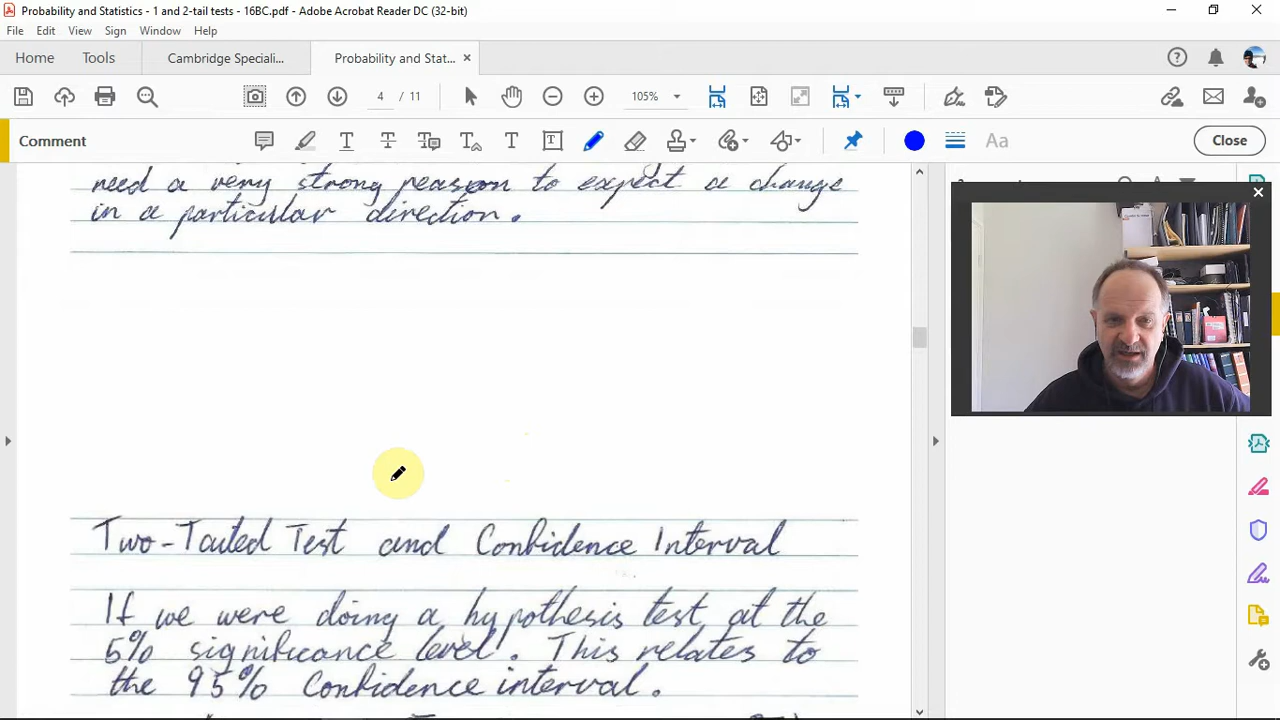 Probability and Statistics - 1 and 2-tail tests - 16BC.pdf - Adobe Acrobat Reader DC (32-bit)
File Edit View Sign Window Help
Home Tools Cambridge Speciali... Probability and Stat... ×
4 / 11 105%
Comment Aa Close
need a very strong reason to expect a change
in a particular direction.
Two-Tailed Test and Confidence Interval
If we were doing a hypothesis test at the
5% significance level. This relates to
the 95% Confidence interval.